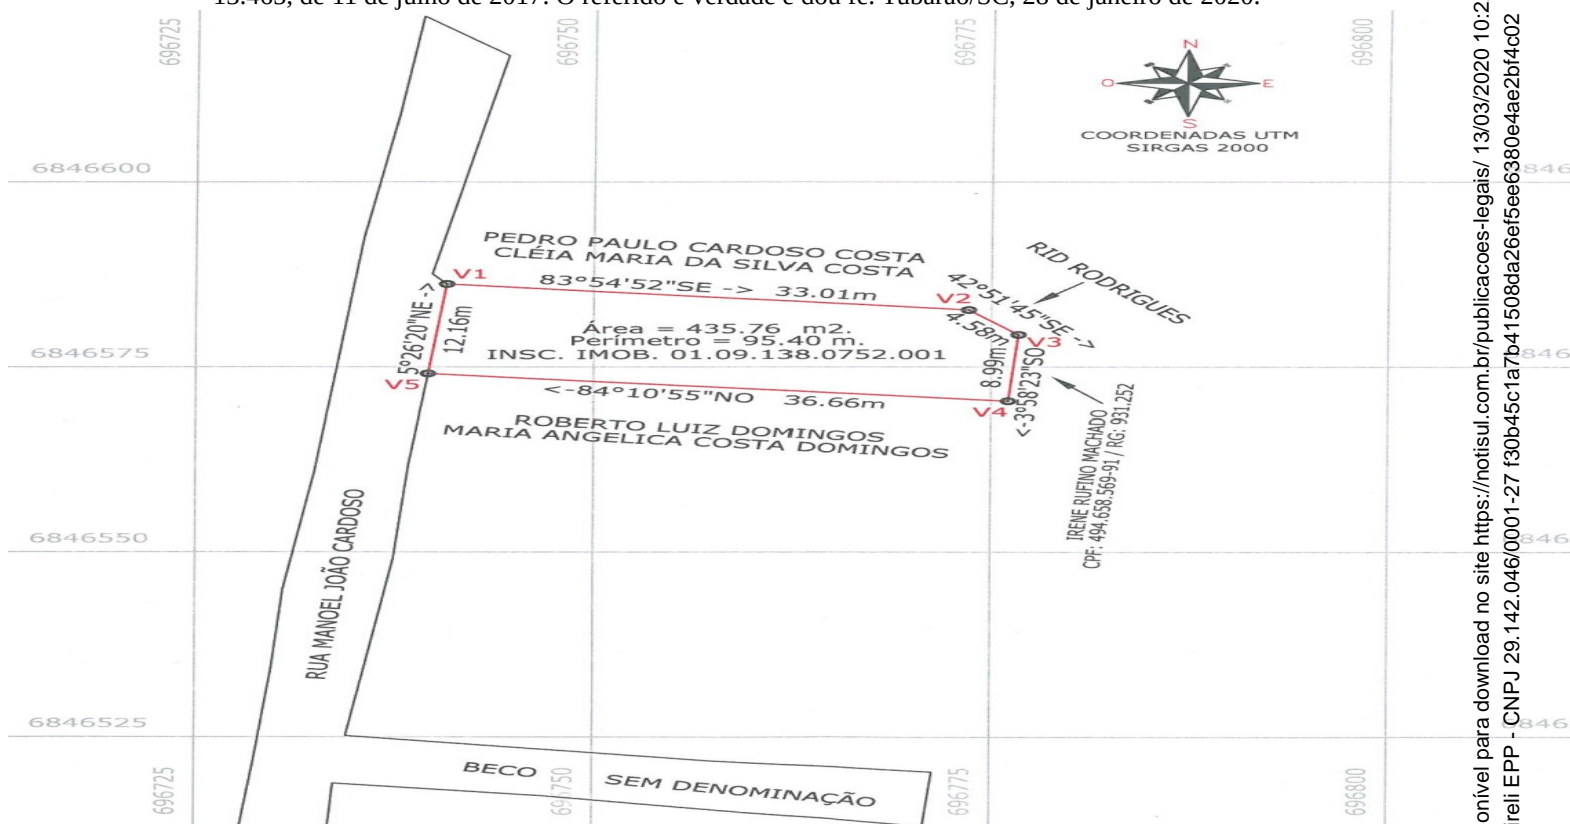 13.465, de 11 de julho de 2017. O referido é verdade e dou fé. Tubarão/SC, 28 de janeiro de 2020.
696725
696750
696775
696800
N
O
E
S
COORDENADAS UTM
SIRGAS 2000
6846600
6846
PEDRO PAULO CARDOSO COSTA
CLÉIA MARIA DA SILVA COSTA
RID RODRIGUES
V1
83°54'52"SE -> 33.01m
V2
42°51'45"SE ->
4.58m
V3
5°26'20"NE ->
12.16m
Área = 435.76 m2.
Perímetro = 95.40 m.
INSC. IMOB. 01.09.138.0752.001
8.99m
<-3°58'23"SO
6846575
6846
V5
<-84°10'55"NO 36.66m
V4
ROBERTO LUIZ DOMINGOS
MARIA ANGELICA COSTA DOMINGOS
IRENE RUFINO MACHADO
CPF: 494.658.569-91 / RG: 931.252
RUA MANOEL JOÃO CARDOSO
6846550
6846
6846525
6846
BECO SEM DENOMINAÇÃO
696725
696750
696775
696800
onível para download no site https://notisul.com.br/publicacoes-legais/ 13/03/2020 10:2
ireli EPP - CNPJ 29.142.046/0001-27 f30b45c1a7b41508da26ef5ee6380e4ae2bf4c02